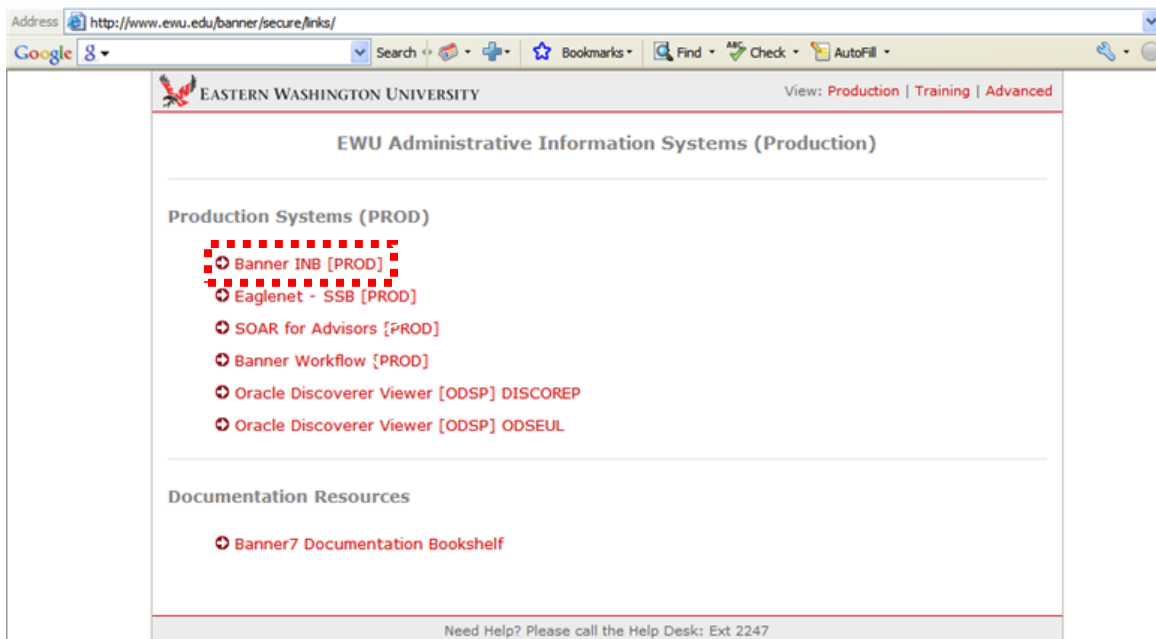 Address http://www.ewu.edu/banner/secure/links/
Google g Search Bookmarks Find ABC Check AutoFill
EASTERN WASHINGTON UNIVERSITY View: Production | Training | Advanced
EWU Administrative Information Systems (Production)
Production Systems (PROD)
Banner INB [PROD]
Eaglenet - SSB [PROD]
SOAR for Advisors [PROD]
Banner Workflow [PROD]
Oracle Discoverer Viewer [ODSP] DISCOREP
Oracle Discoverer Viewer [ODSP] ODSEUL
Documentation Resources
Banner7 Documentation Bookshelf
Need Help? Please call the Help Desk: Ext 2247